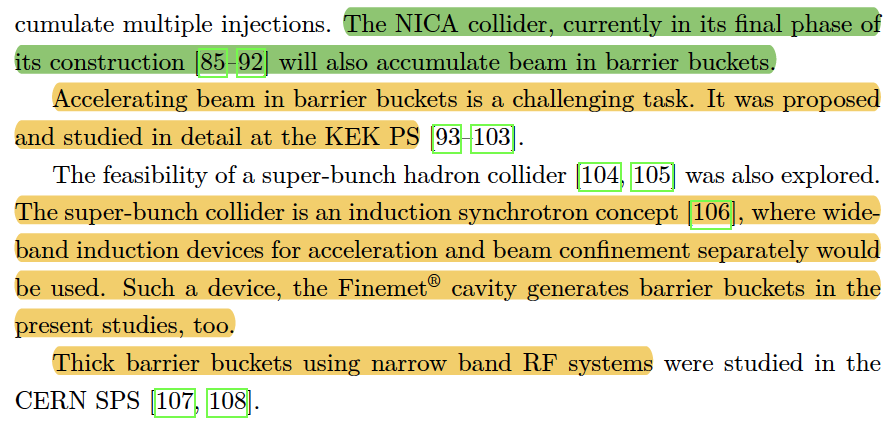 cumulate multiple injections. The NICA collider, currently in its final phase of
its construction [85–92] will also accumulate beam in barrier buckets.
Accelerating beam in barrier buckets is a challenging task. It was proposed
and studied in detail at the KEK PS [93–103].
The feasibility of a super-bunch hadron collider [104, 105] was also explored.
The super-bunch collider is an induction synchrotron concept [106], where wide-
band induction devices for acceleration and beam confinement separately would
be used. Such a device, the Finemet® cavity generates barrier buckets in the
present studies, too.
Thick barrier buckets using narrow band RF systems were studied in the
CERN SPS [107, 108].